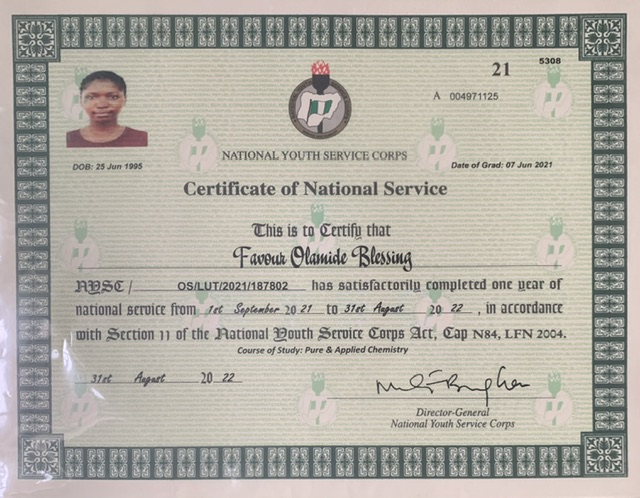 21 5308
A 004971125
DOB: 25 Jun 1995
NATIONAL YOUTH SERVICE CORPS
Date of Grad: 07 Jun 2021
Certificate of National Service
This is to Certify that
Favour Olamide Blessing
NYSC/ OS/LUT/2021/187802 has satisfactorily completed one year of
national service from 1st September 2021 to 31st August 2022, in accordance
with Section 11 of the National Youth Service Corps Act, Cap N84, LFN 2004.
Course of Study: Pure & Applied Chemistry
31st August 2022
Director-General
National Youth Service Corps